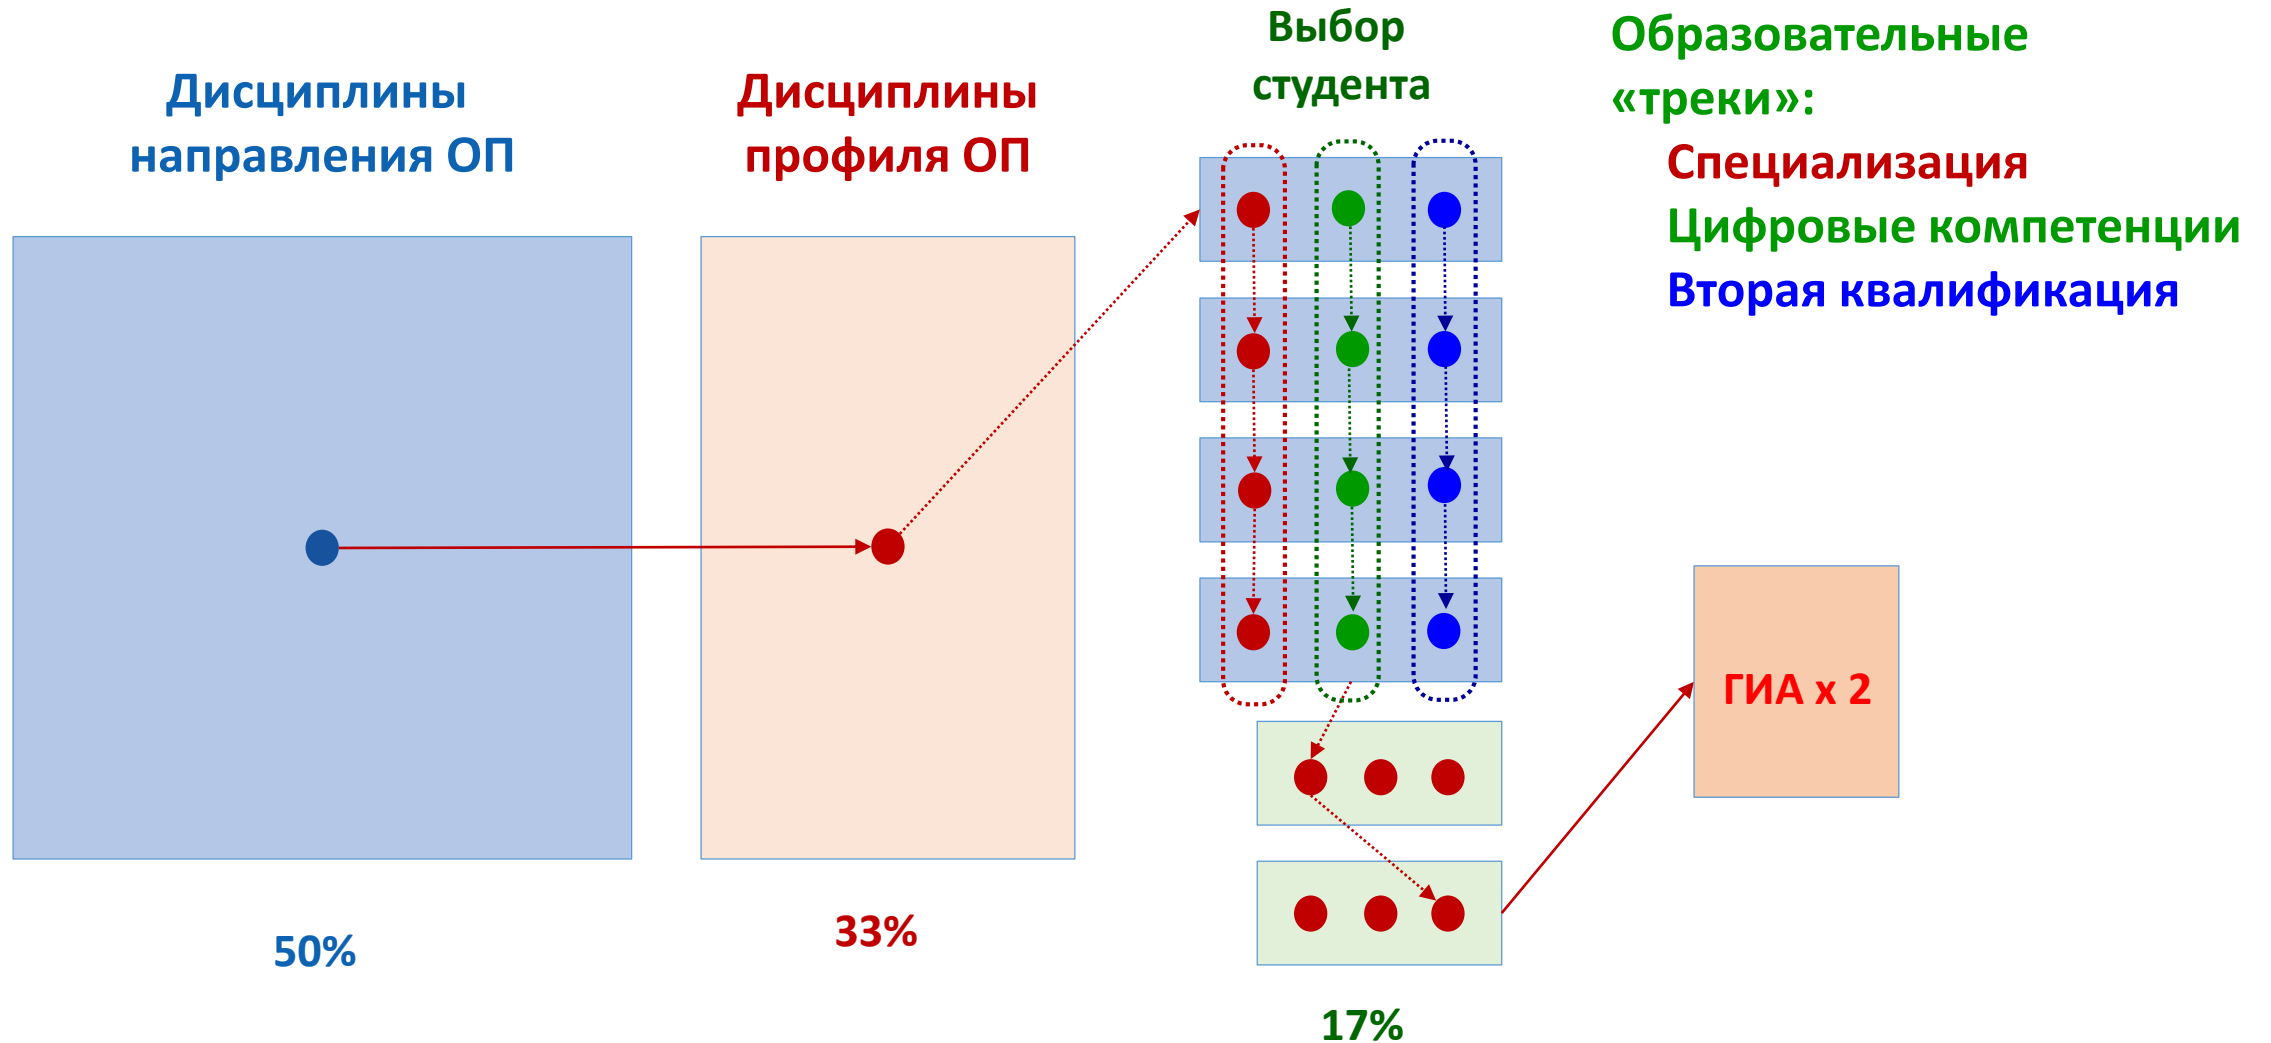 Дисциплины
направления ОП
Дисциплины
профиля ОП
Выбор
студента
Образовательные
«треки»:
Специализация
Цифровые компетенции
Вторая квалификация
ГИА x 2
50%
33%
17%